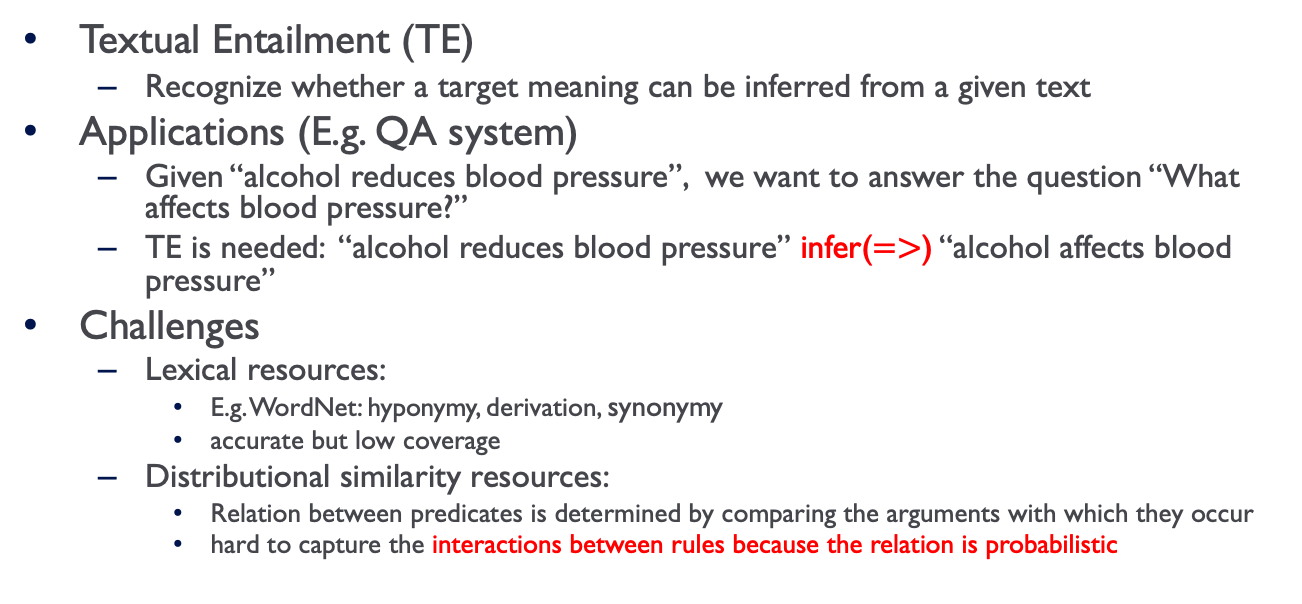 • Textual Entailment (TE)
– Recognize whether a target meaning can be inferred from a given text
• Applications (E.g. QA system)
– Given “alcohol reduces blood pressure”, we want to answer the question “What
affects blood pressure?”
– TE is needed: “alcohol reduces blood pressure” infer(=>) “alcohol affects blood
pressure”
• Challenges
– Lexical resources:
• E.g. WordNet: hyponymy, derivation, synonymy
• accurate but low coverage
– Distributional similarity resources:
• Relation between predicates is determined by comparing the arguments with which they occur
• hard to capture the interactions between rules because the relation is probabilistic